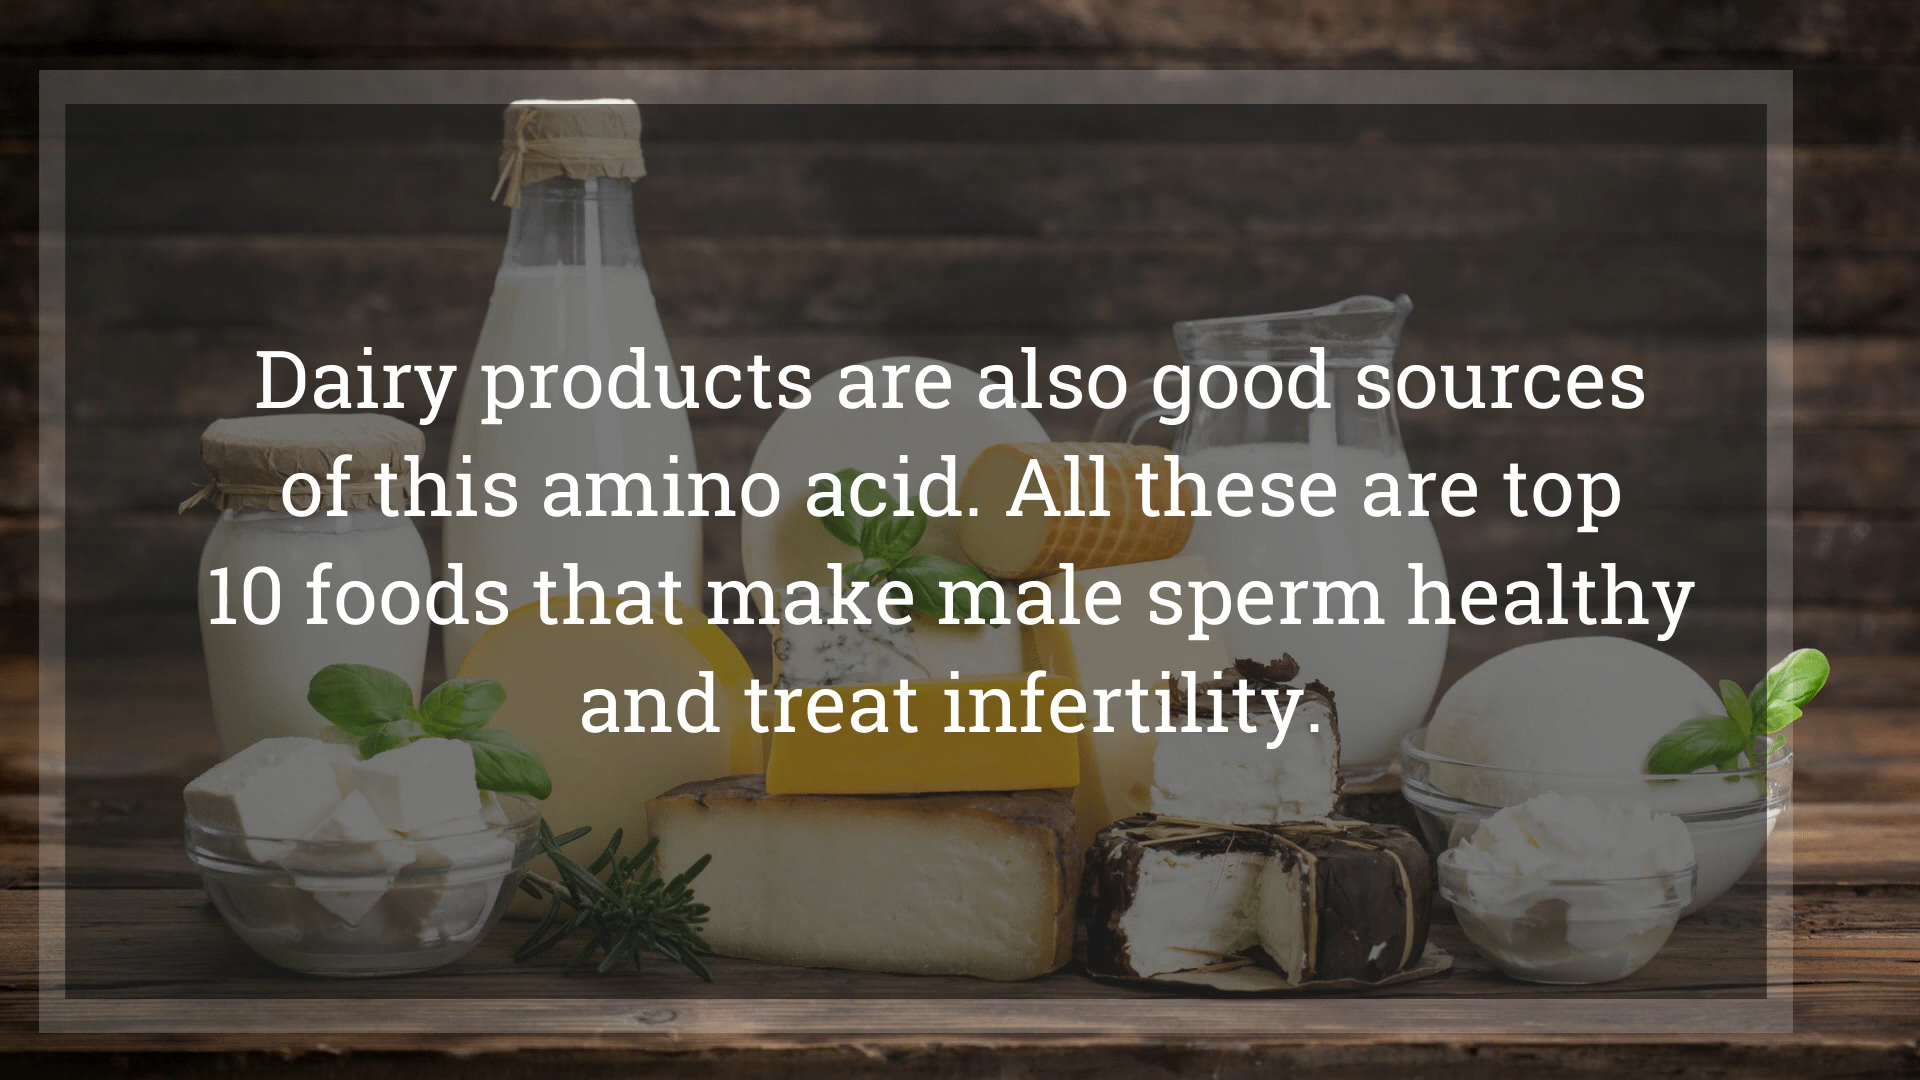 Dairy products are also good sources
of this amino acid. All these are top
10 foods that make male sperm healthy
and treat infertility.